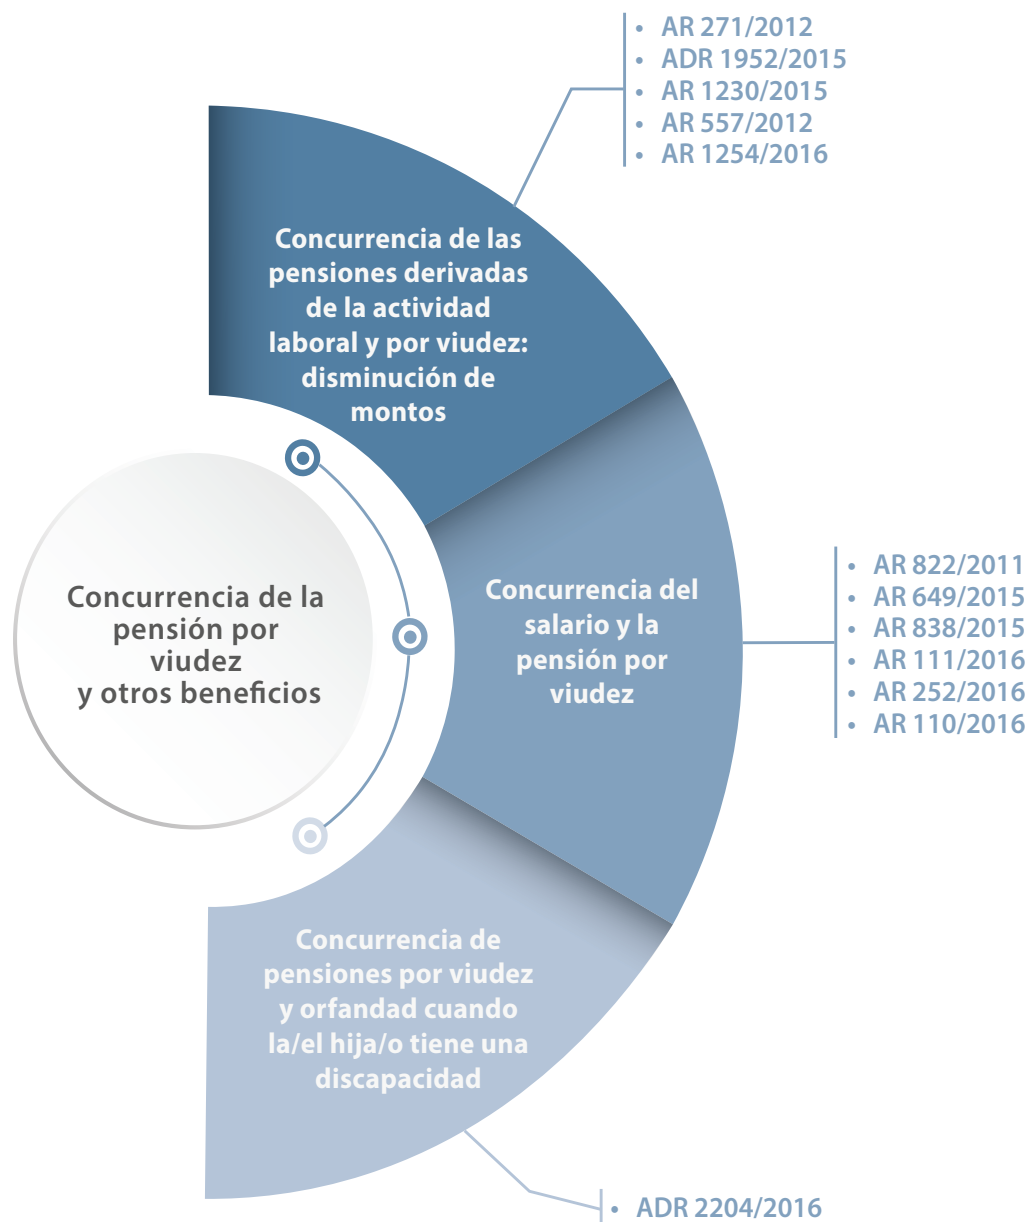 Concurrencia de la
pensión por
viudez
y otros beneficios
Concurrencia de las
pensiones derivadas
de la actividad
laboral y por viudez:
disminución de
montos
• AR 271/2012
• ADR 1952/2015
• AR 1230/2015
• AR 557/2012
• AR 1254/2016
Concurrencia del
salario y la
pensión por
viudez
• AR 822/2011
• AR 649/2015
• AR 838/2015
• AR 111/2016
• AR 252/2016
• AR 110/2016
Concurrencia de
pensiones por viudez
y orfandad cuando
la/el hija/o tiene una
discapacidad
• ADR 2204/2016